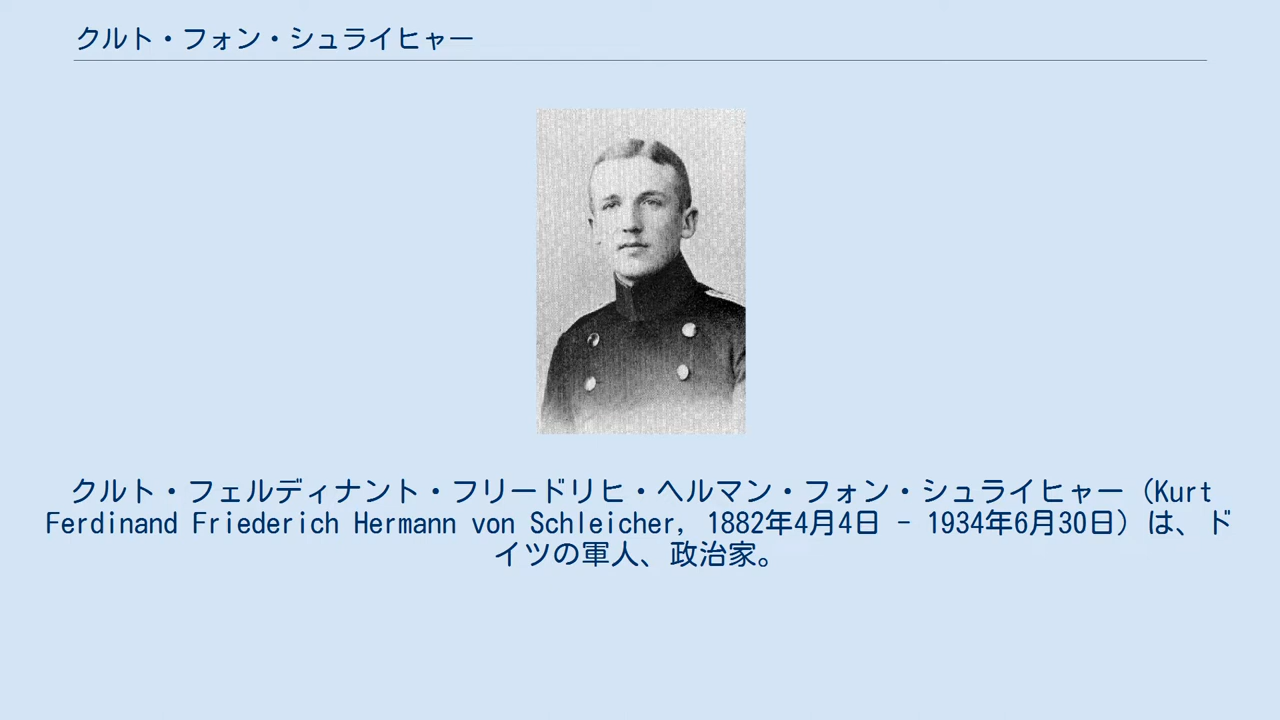 クルト・フォン・シュライヒャー
クルト・フェルディナント・フリードリヒ・ヘルマン・フォン・シュライヒャー（Kurt
Ferdinand Friederich Hermann von Schleicher, 1882年4月4日 - 1934年6月30日）は、ド
イツの軍人、政治家。